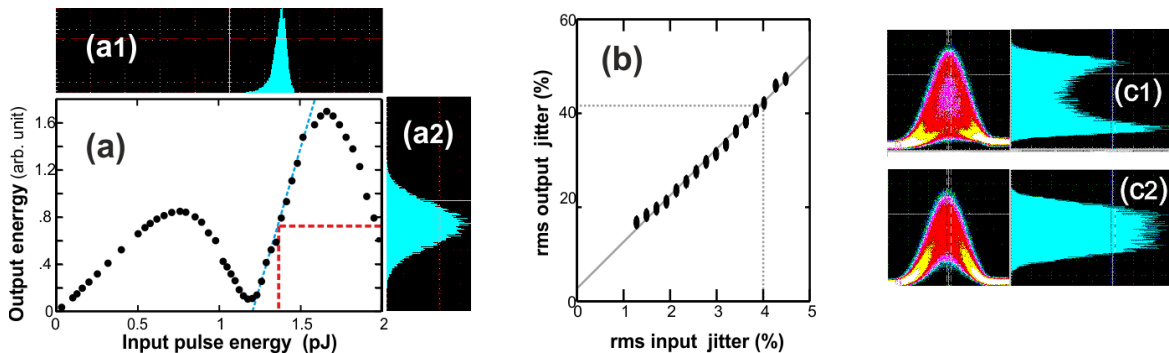 (a1)
(a)
(a2)
Output enerrgy (arb. unit)
1.6
1.2
.8
.4
0
0
0.5
1
1.5
2
Input pulse energy (pJ)
(b)
rms output jitter (%)
60
40
20
0
0
1
2
3
4
5
rms input jitter (%)
(c1)
(c2)